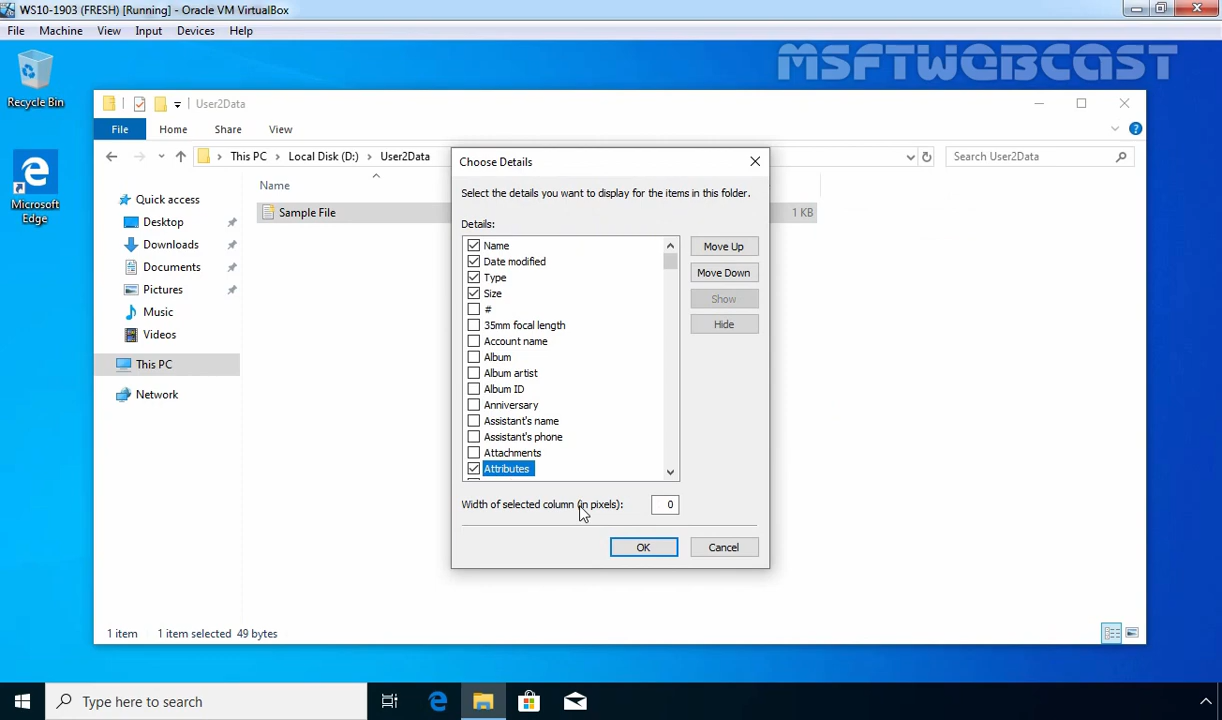 WS10-1903 (FRESH) [Running] - Oracle VM VirtualBox
File Machine View Input Devices Help
MSFTWEBCAST
Recycle Bin
Microsoft Edge
User2Data
File Home Share View
This PC > Local Disk (D:) > User2Data
Search User2Data
Quick access
Desktop
Downloads
Documents
Pictures
Music
Videos
This PC
Network
Name
Sample File
1 KB
Choose Details
Select the details you want to display for the items in this folder.
Details:
Name
Date modified
Type
Size
#
35mm focal length
Account name
Album
Album artist
Album ID
Anniversary
Assistant's name
Assistant's phone
Attachments
Attributes
Move Up
Move Down
Show
Hide
Width of selected column (in pixels): 0
OK Cancel
1 item 1 item selected 49 bytes
Type here to search